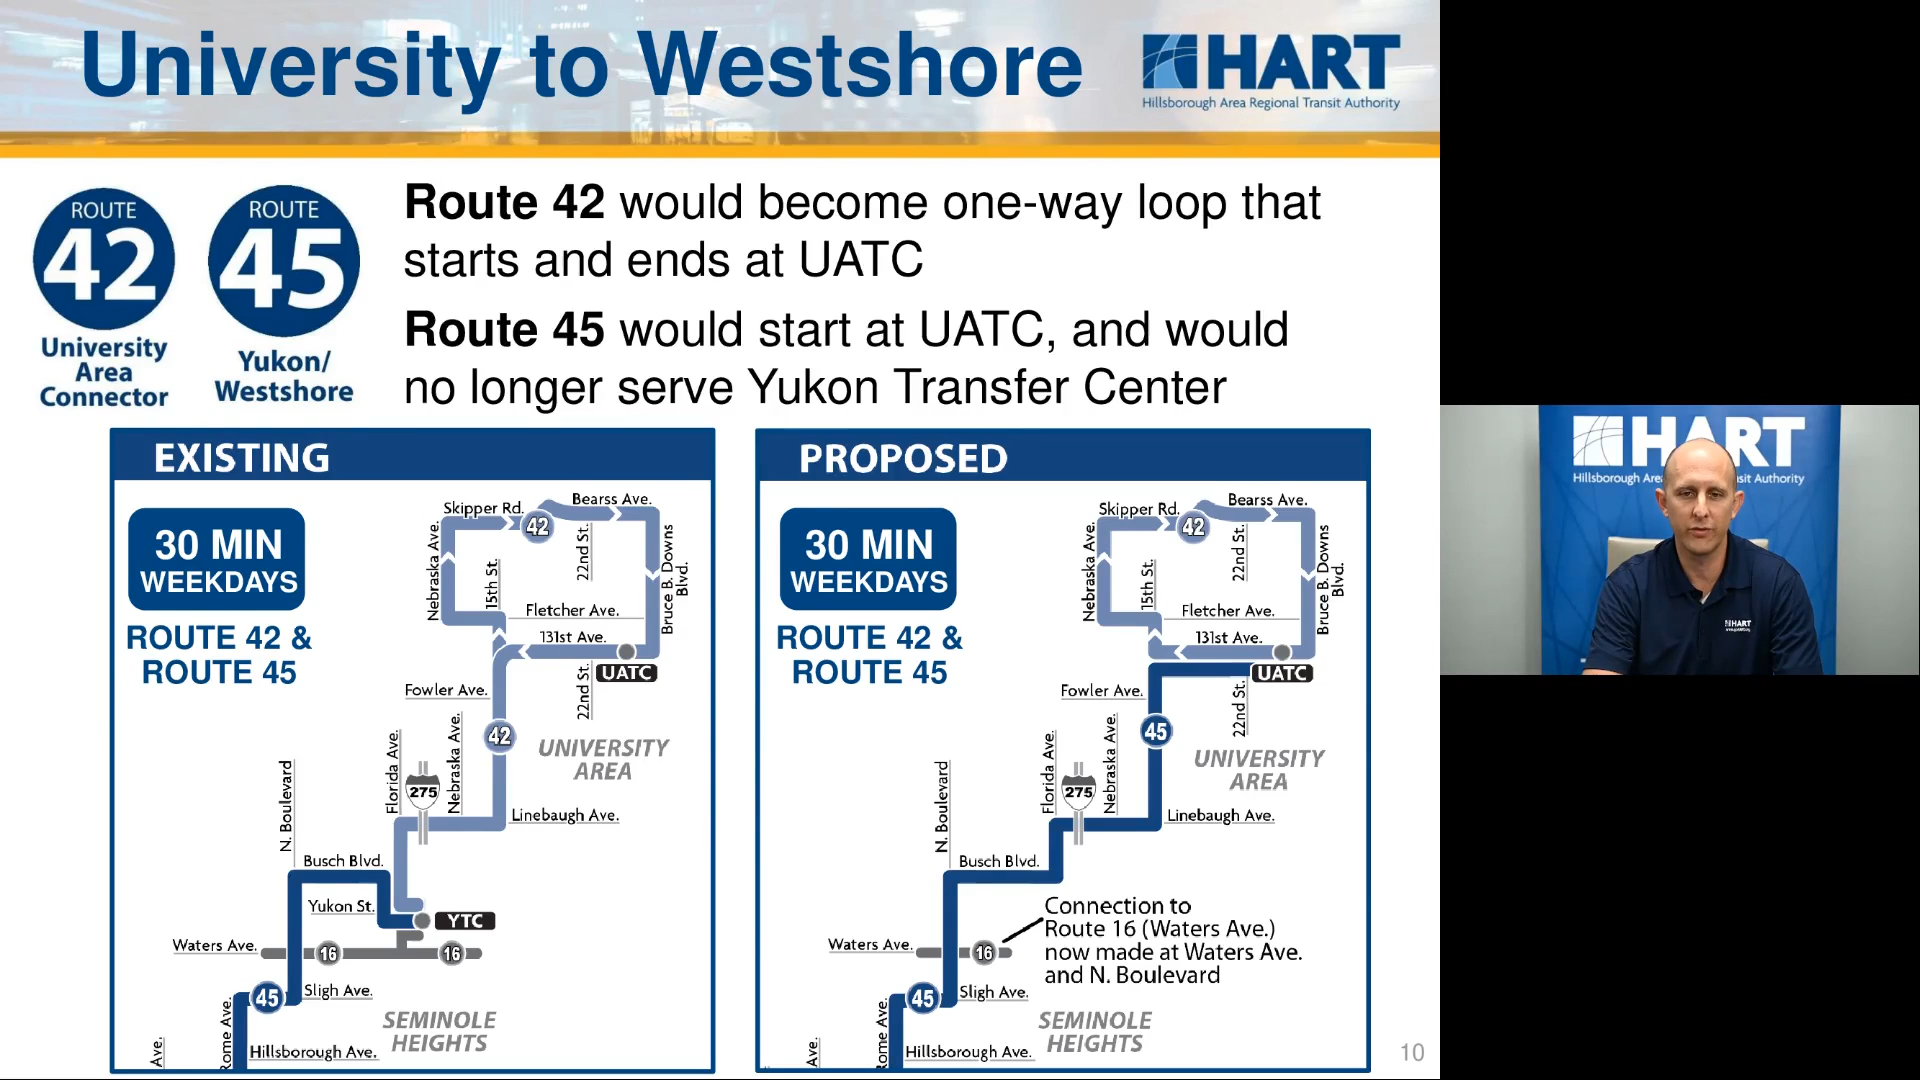 University to Westshore
HART
Hillsborough Area Regional Transit Authority
ROUTE
42
University
Area
Connector
ROUTE
45
Yukon/
Westshore
Route 42 would become one-way loop that
starts and ends at UATC
Route 45 would start at UATC, and would
no longer serve Yukon Transfer Center
EXISTING
30 MIN
WEEKDAYS
ROUTE 42 &
ROUTE 45
Skipper Rd.
42
Bearss Ave.
Nebraska Ave.
15th St.
22nd St.
Bruce B. Downs
Blvd.
Fletcher Ave.
131st Ave.
UATC
Fowler Ave.
22nd St.
42
UNIVERSITY
AREA
N. Boulevard
Florida Ave.
275
Nebraska Ave.
Linebaugh Ave.
Busch Blvd.
Yukon St.
YTC
Waters Ave.
16
16
45
Sligh Ave.
SEMINOLE
HEIGHTS
Ave.
Rome Ave.
Hillsborough Ave.
PROPOSED
30 MIN
WEEKDAYS
ROUTE 42 &
ROUTE 45
Skipper Rd.
42
Bearss Ave.
Nebraska Ave.
15th St.
22nd St.
Bruce B. Downs
Blvd.
Fletcher Ave.
131st Ave.
UATC
Fowler Ave.
22nd St.
45
UNIVERSITY
AREA
N. Boulevard
Florida Ave.
275
Nebraska Ave.
Linebaugh Ave.
Busch Blvd.
Connection to
Route 16 (Waters Ave.)
now made at Waters Ave.
and N. Boulevard
Waters Ave.
16
45
Sligh Ave.
SEMINOLE
HEIGHTS
Ave.
Rome Ave.
Hillsborough Ave.
10
HART
Hillsborough Area
sit Authority
HART